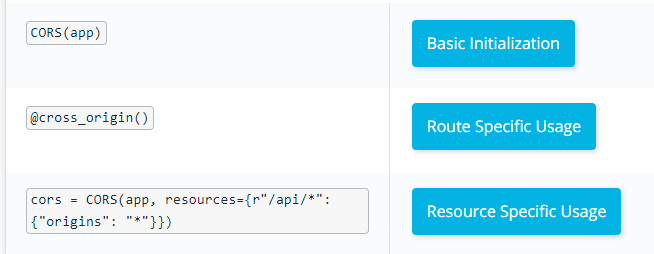 CORS(app)
Basic Initialization
@cross_origin()
Route Specific Usage
cors = CORS(app, resources={r"/api/*":
{"origins": "*"}})
Resource Specific Usage